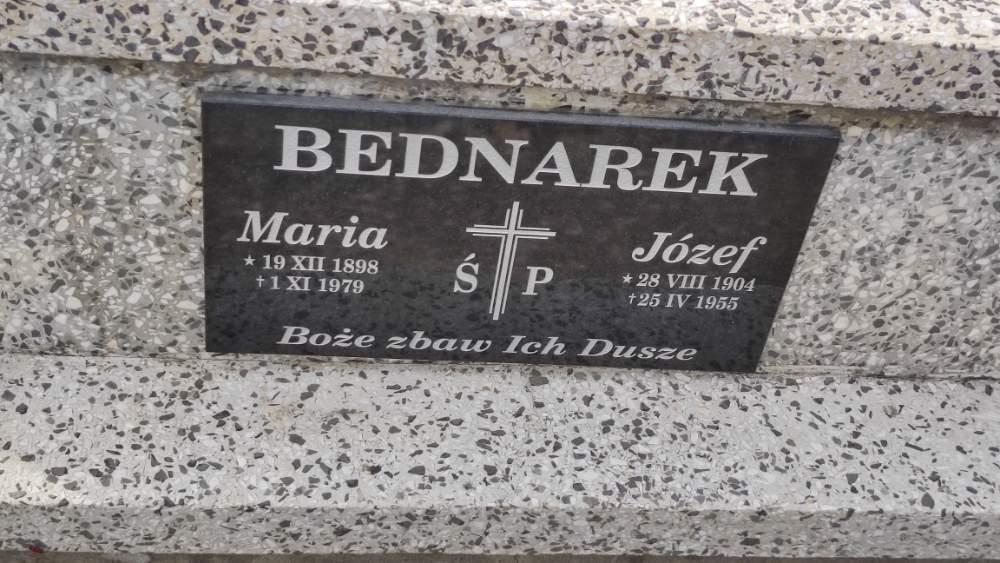 BEDNAREK
Maria
★ 19 XII 1898
† 1 XI 1979
Ś P
Józef
★ 28 VIII 1904
† 25 IV 1955
Boże zbaw Ich Dusze